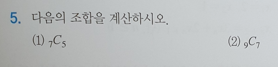 5. 다음의 조합을 계산하시오.
(1) ₇C₅ (2) ₉C₇